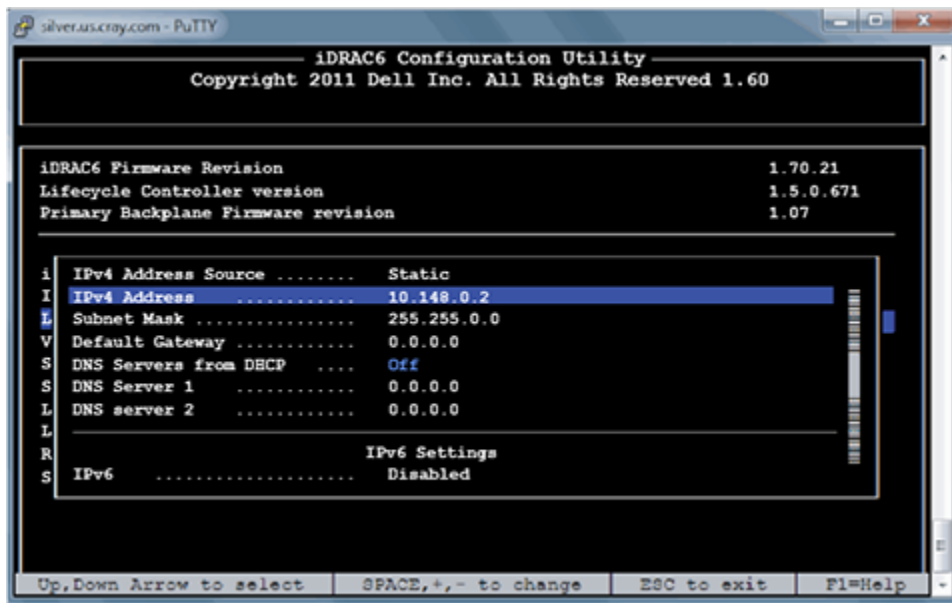 silver.us.cray.com - PuTTY
iDRAC6 Configuration Utility
Copyright 2011 Dell Inc. All Rights Reserved 1.60
iDRAC6 Firmware Revision 1.70.21
Lifecycle Controller version 1.5.0.671
Primary Backplane Firmware revision 1.07
i IPv4 Address Source ........ Static
I IPv4 Address ............ 10.148.0.2
L Subnet Mask ................ 255.255.0.0
V Default Gateway ............ 0.0.0.0
S DNS Servers from DHCP .... Off
S DNS Server 1 ............ 0.0.0.0
L DNS server 2 ............ 0.0.0.0
L
R IPv6 Settings
S IPv6 .................... Disabled
Up,Down Arrow to select SPACE,+,- to change ESC to exit F1=Help